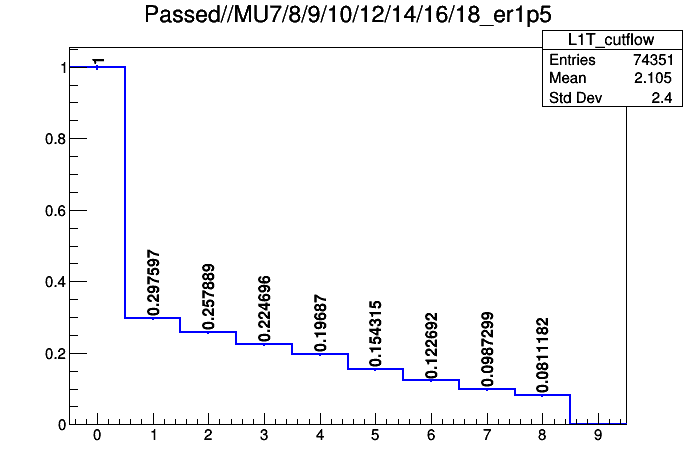 Passed//MU7/8/9/10/12/14/16/18_er1p5
L1T_cutflow
Entries 74351
Mean 2.105
Std Dev 2.4
1
0.8
0.6
0.4
0.2
0
1
0.297597
0.257889
0.224696
0.19687
0.154315
0.122692
0.0987299
0.0811182
0 1 2 3 4 5 6 7 8 9